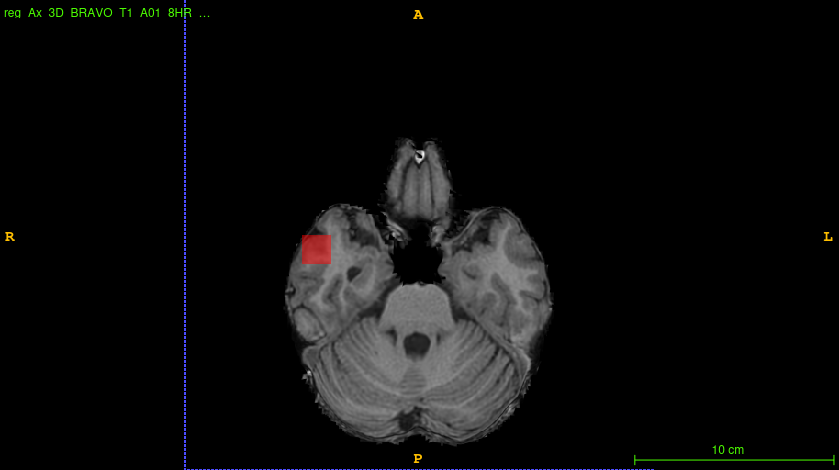 reg Ax 3D BRAVO T1 A01 8HR ...
A
R
L
10 cm
P